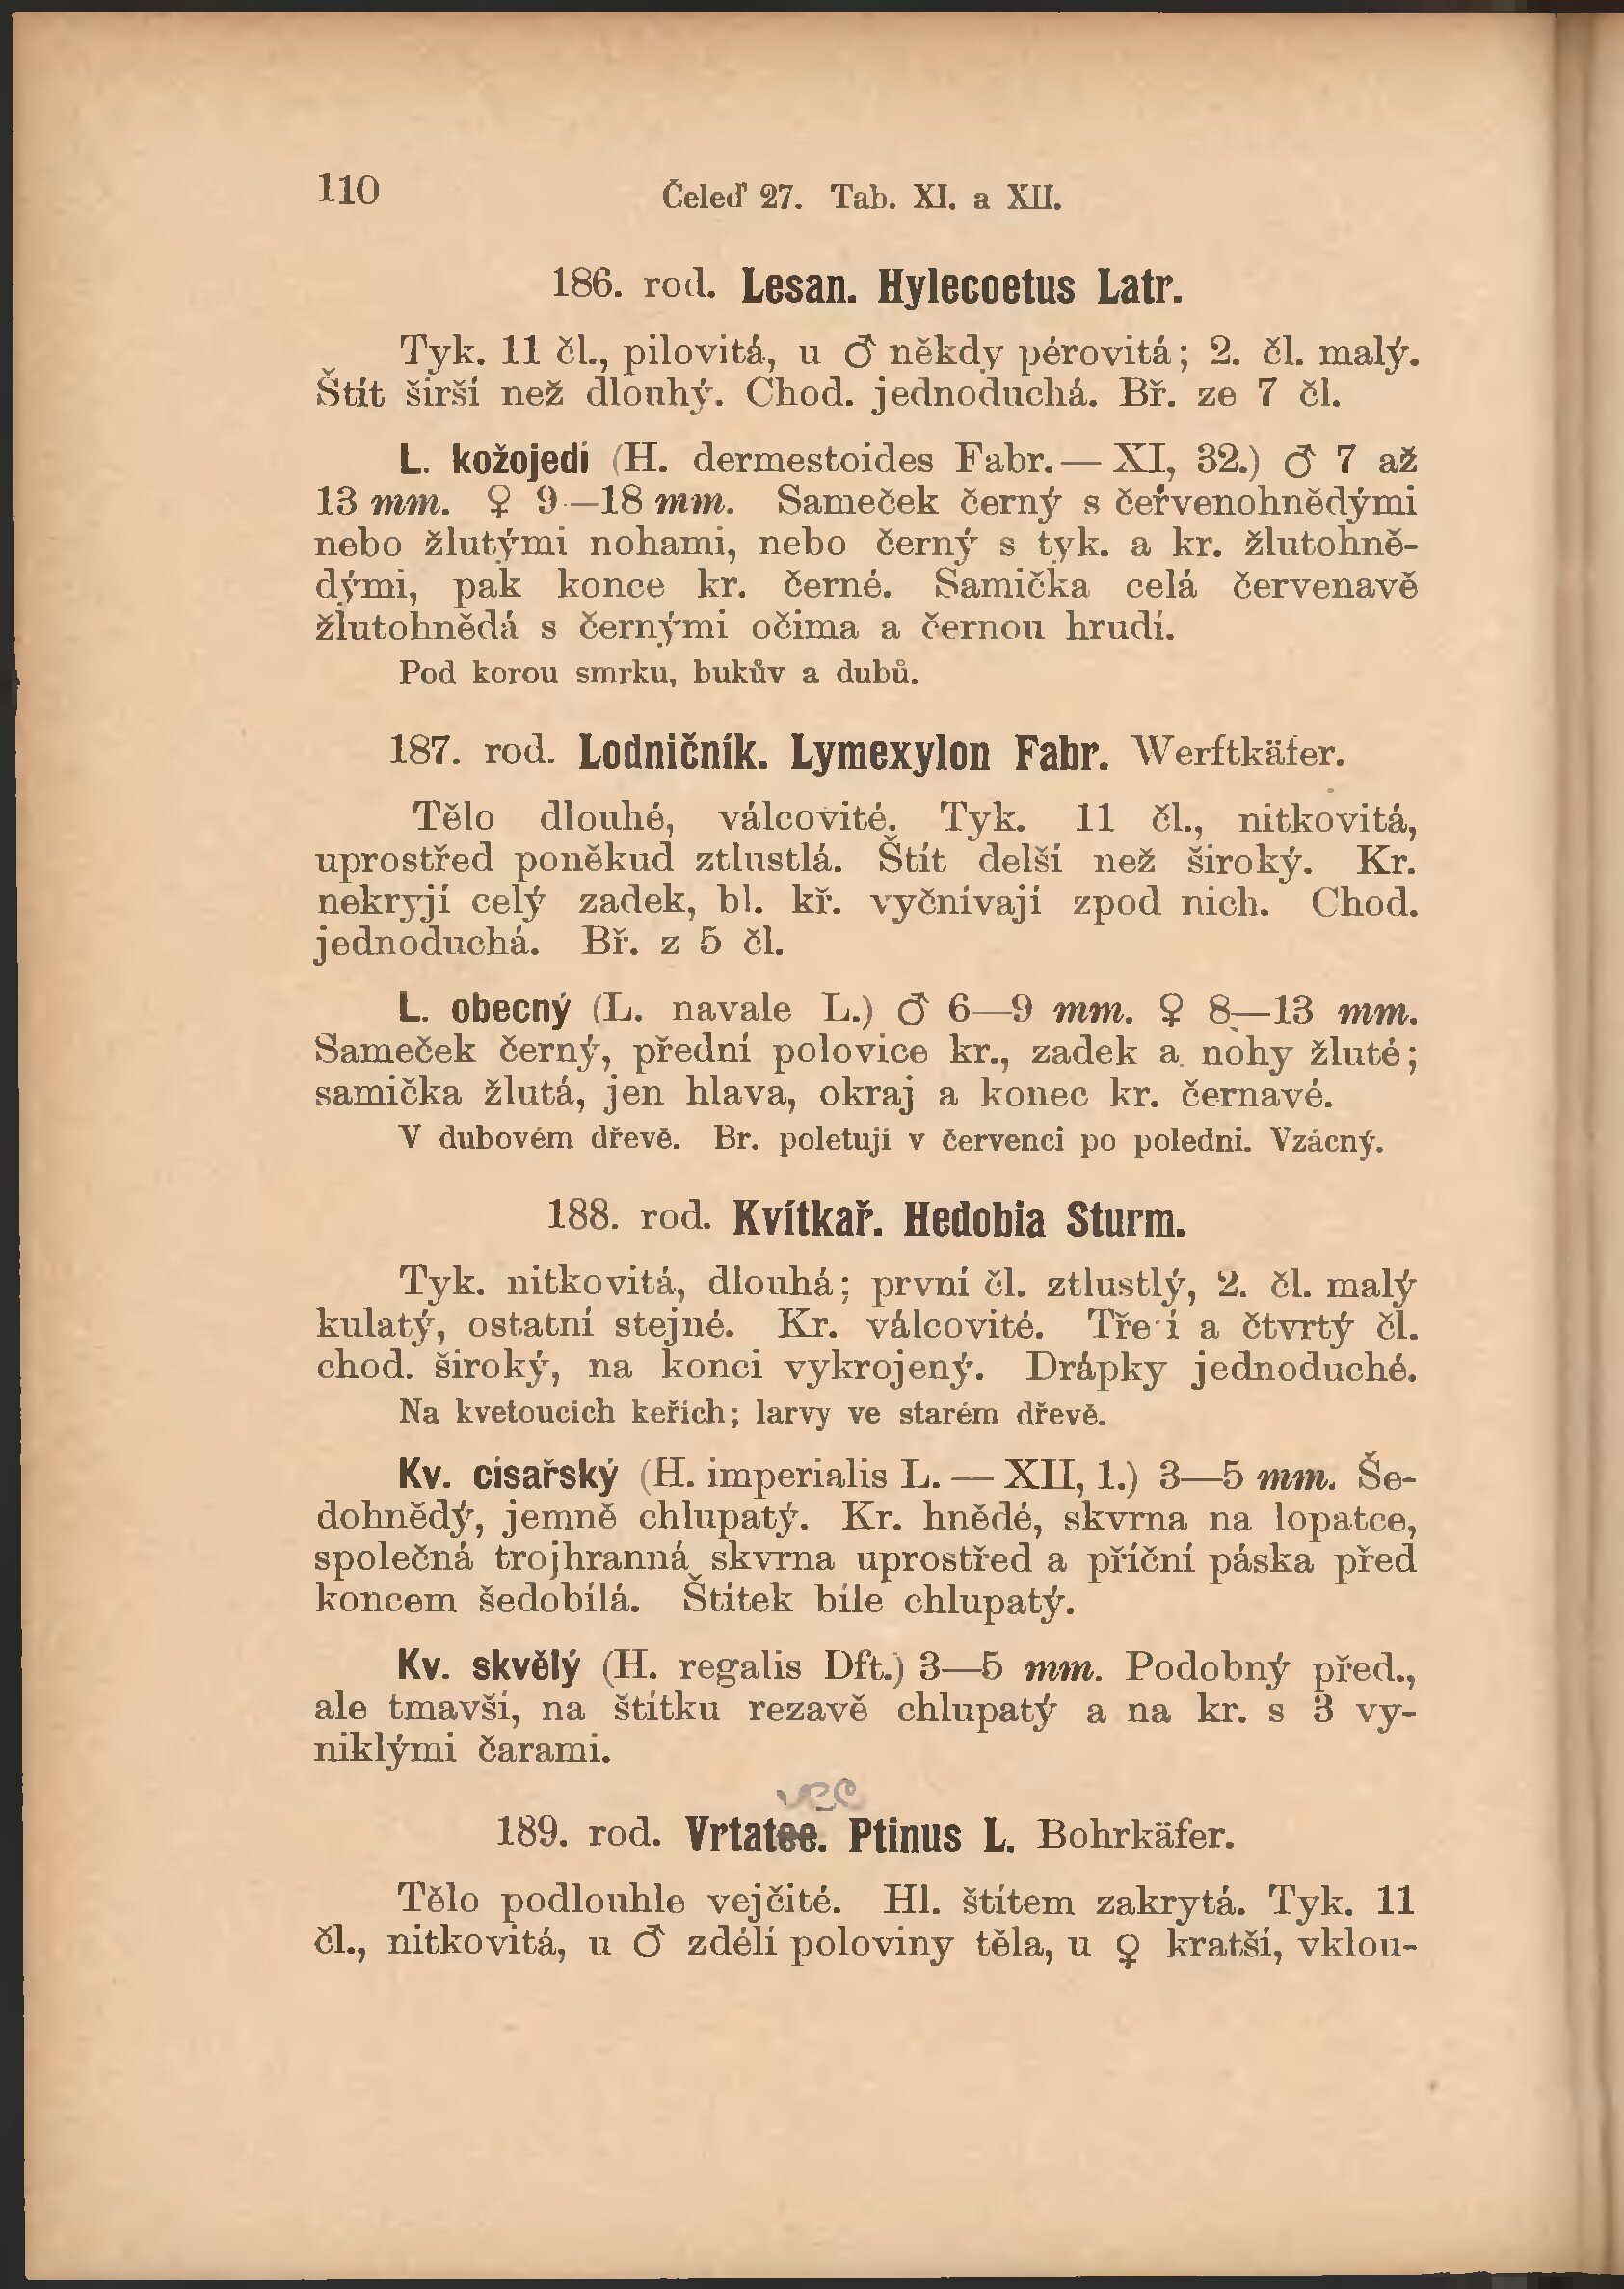 110
Čeleď 27. Tab. XI. a XII.
186. rod. Lesan. Hylecoetus Latr.
Tyk. 11 čl., pilovitá, u ♂ někdy pérovitá; 2. čl. malý.
Štít širší než dlouhý. Chod. jednoduchá. Bř. ze 7 čl.
L. kožojedí (H. dermestoides Fabr. — XI, 32.) ♂ 7 až
13 mm. ♀ 9—18 mm. Sameček černý s červenohnědými
nebo žlutými nohami, nebo černý s tyk. a kr. žlutohně-
dými, pak konce kr. černé. Samička celá červenavě
žlutohnědá s černými očima a černou hrudí.
Pod korou smrku, bukův a dubů.
187. rod. Lodničník. Lymexylon Fabr. Werftkäfer.
Tělo dlouhé, válcovité. Tyk. 11 čl., nitkovitá,
uprostřed poněkud ztlustlá. Štít delší než široký. Kr.
nekryjí celý zadek, bl. kř. vyčnívají zpod nich. Chod.
jednoduchá. Bř. z 5 čl.
L. obecný (L. navale L.) ♂ 6—9 mm. ♀ 8—13 mm.
Sameček černý, přední polovice kr., zadek a nohy žluté;
samička žlutá, jen hlava, okraj a konec kr. černavé.
V dubovém dřevě. Br. poletují v červenci po poledni. Vzácný.
188. rod. Kvítkař. Hedobia Sturm.
Tyk. nitkovitá, dlouhá; první čl. ztlustlý, 2. čl. malý
kulatý, ostatní stejné. Kr. válcovité. Tře í a čtvrtý čl.
chod. široký, na konci vykrojený. Drápky jednoduché.
Na kvetoucích keřích; larvy ve starém dřevě.
Kv. císařský (H. imperialis L. — XII, 1.) 3—5 mm. Še-
dohnědý, jemně chlupatý. Kr. hnědé, skvrna na lopatce,
společná trojhranná skvrna uprostřed a příční páska před
koncem šedobílá. Štítek bíle chlupatý.
Kv. skvělý (H. regalis Dft.) 3—5 mm. Podobný před.,
ale tmavší, na štítku rezavě chlupatý a na kr. s 3 vy-
niklými čarami.
189. rod. Vrtatee. Ptinus L. Bohrkäfer.
Tělo podlouhle vejčité. Hl. štítem zakrytá. Tyk. 11
čl., nitkovitá, u ♂ zdélí poloviny těla, u ♀ kratší, vklou-